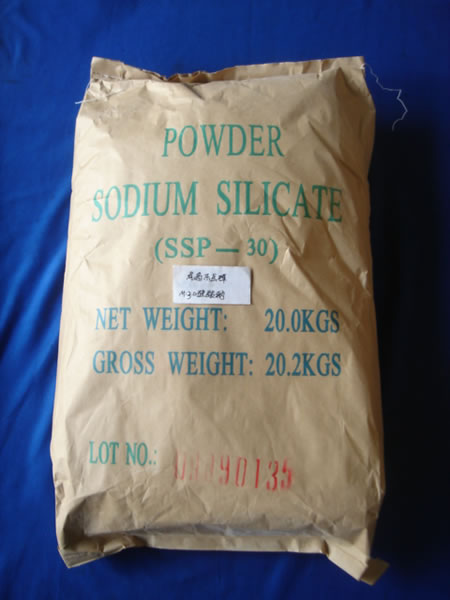 POWDER
SODIUM SILICATE
(SSP-30)
NET WEIGHT: 20.0KGS
GROSS WEIGHT: 20.2KGS
LOT NO.: